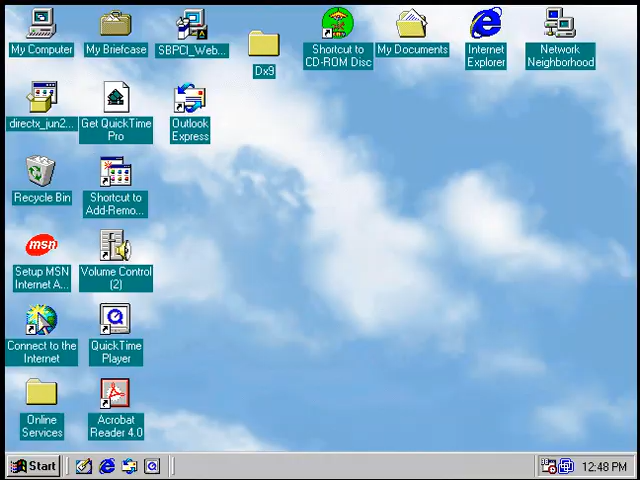 My Computer
My Briefcase
SBPCI_Web...
Dx9
Shortcut to
CD-ROM Disc
My Documents
Internet
Explorer
Network
Neighborhood
directx_jun2...
Get QuickTime
Pro
Outlook
Express
Recycle Bin
Shortcut to
Add-Remo...
msn
Setup MSN
Internet A...
Volume Control
(2)
Connect to the
Internet
QuickTime
Player
Online
Services
Acrobat
Reader 4.0
Start
12:48 PM